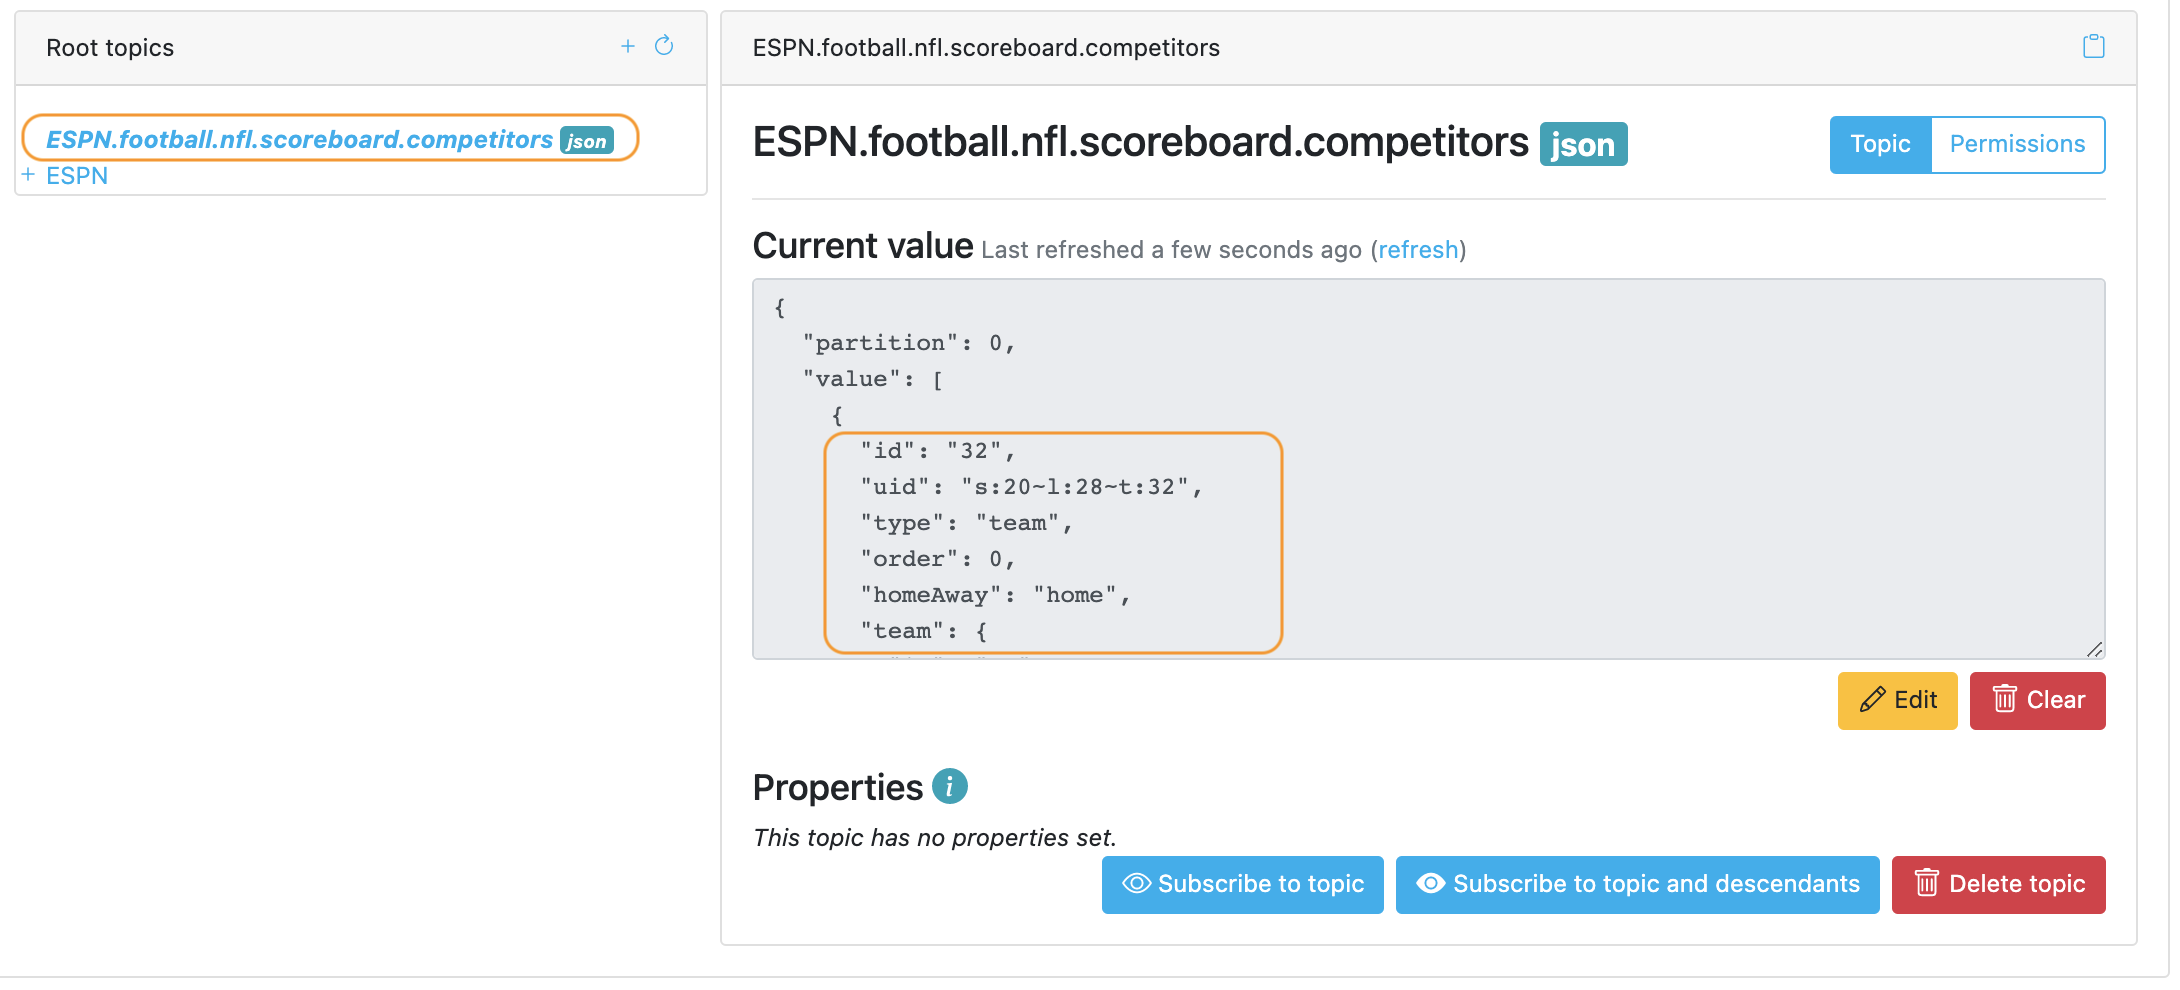 Root topics
ESPN.football.nfl.scoreboard.competitors json
+ ESPN
ESPN.football.nfl.scoreboard.competitors
ESPN.football.nfl.scoreboard.competitors json
Topic
Permissions
Current value Last refreshed a few seconds ago (refresh)
{
"partition": 0,
"value": [
{
"id": "32",
"uid": "s:20~l:28~t:32",
"type": "team",
"order": 0,
"homeAway": "home",
"team": {
Edit
Clear
Properties i
This topic has no properties set.
Subscribe to topic
Subscribe to topic and descendants
Delete topic